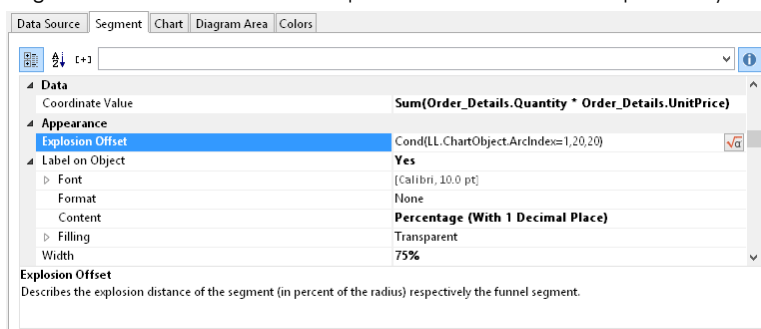 Data Source Segment Chart Diagram Area Colors
Data
Coordinate Value Sum(Order_Details.Quantity * Order_Details.UnitPrice)
Appearance
Explosion Offset Cond(LL.ChartObject.ArcIndex=1,20,20)
Label on Object Yes
Font [Calibri, 10.0 pt]
Format None
Content Percentage (With 1 Decimal Place)
Filling Transparent
Width 75%
Explosion Offset
Describes the explosion distance of the segment (in percent of the radius) respectively the funnel segment.